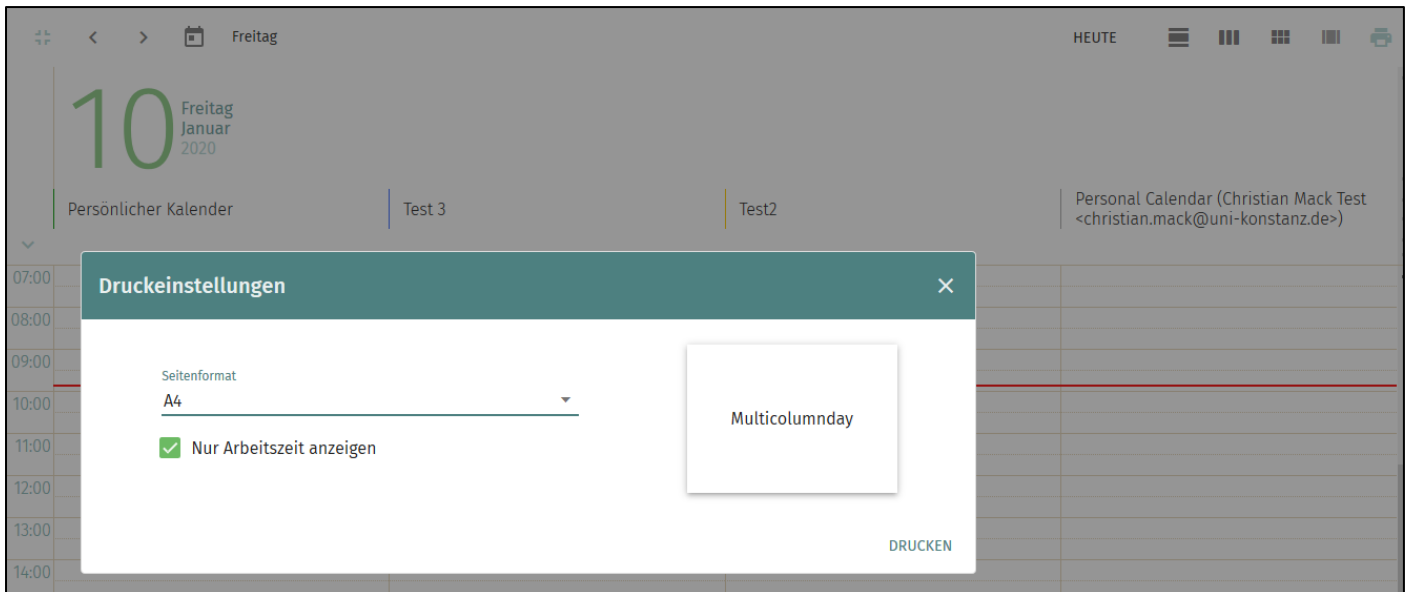 Freitag
HEUTE
10
Freitag
Januar
2020
Persönlicher Kalender
Test 3
Test2
Personal Calendar (Christian Mack Test
<christian.mack@uni-konstanz.de>)
07:00
08:00
09:00
10:00
11:00
12:00
13:00
14:00
Druckeinstellungen
Seitenformat
A4
Nur Arbeitszeit anzeigen
Multicolumnday
DRUCKEN